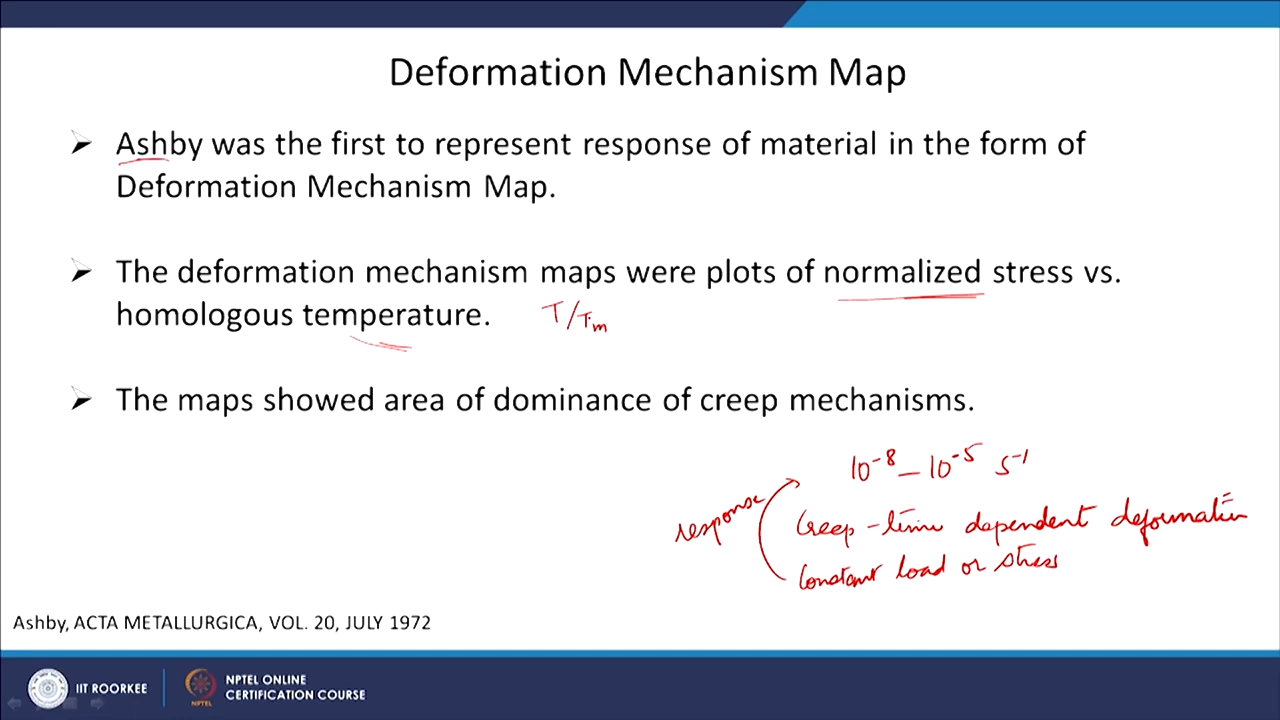 Deformation Mechanism Map
➢ Ashby was the first to represent response of material in the form of
Deformation Mechanism Map.
➢ The deformation mechanism maps were plots of normalized stress vs.
homologous temperature. T/Tm
➢ The maps showed area of dominance of creep mechanisms.
10⁻⁸ – 10⁻⁵ s⁻¹
response
Creep - time dependent deformation
Constant load or stress
Ashby, ACTA METALLURGICA, VOL. 20, JULY 1972
IIT ROORKEE
NPTEL
NPTEL ONLINE
CERTIFICATION COURSE